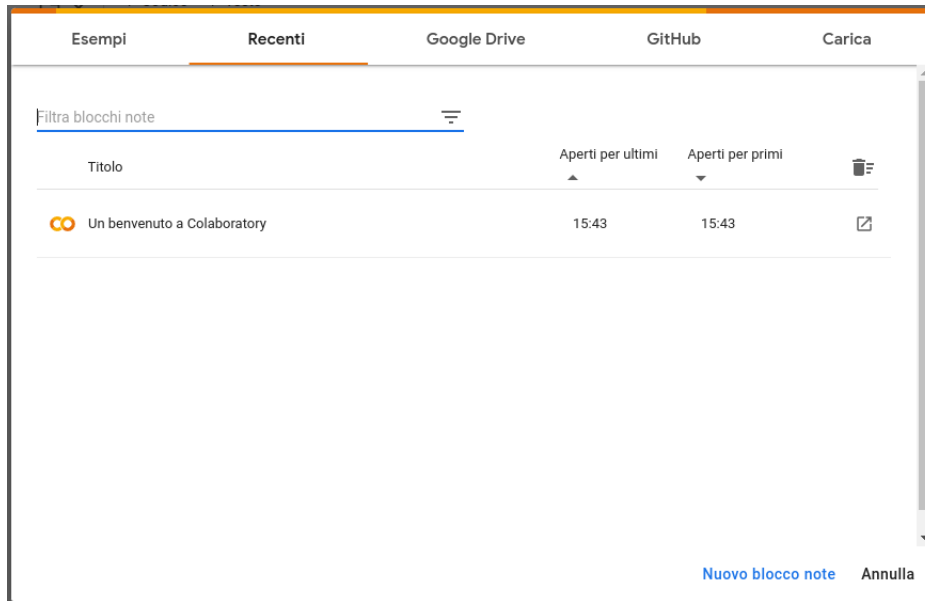 Esempi Recenti Google Drive GitHub Carica
Filtra blocchi note
Titolo Aperti per ultimi Aperti per primi
Un benvenuto a Colaboratory 15:43 15:43
Nuovo blocco note Annulla